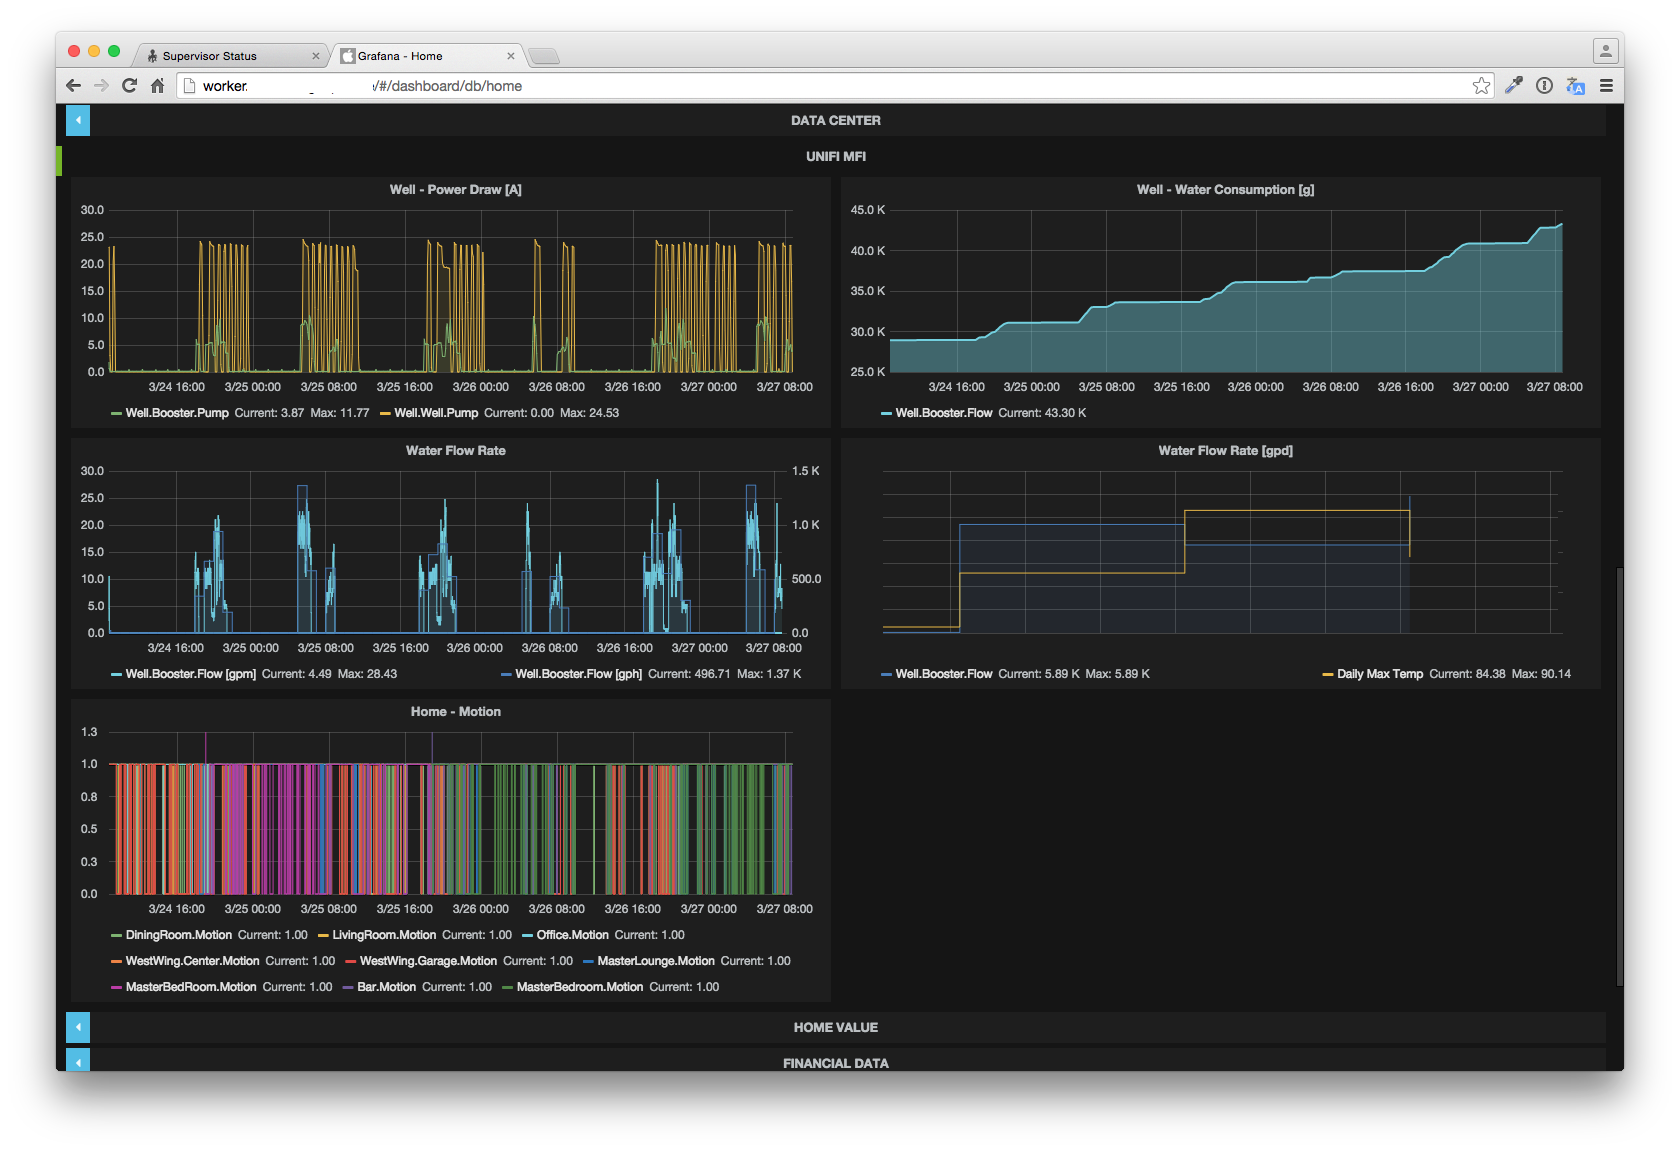 Supervisor Status
Grafana - Home
worker. /#/dashboard/db/home
DATA CENTER
UNIFI MFI
Well - Power Draw [A]
30.0
25.0
20.0
15.0
10.0
5.0
0.0
3/24 16:00 3/25 00:00 3/25 08:00 3/25 16:00 3/26 00:00 3/26 08:00 3/26 16:00 3/27 00:00 3/27 08:00
Well.Booster.Pump Current: 3.87 Max: 11.77 Well.Well.Pump Current: 0.00 Max: 24.53
Well - Water Consumption [g]
45.0 K
40.0 K
35.0 K
30.0 K
25.0 K
3/24 16:00 3/25 00:00 3/25 08:00 3/25 16:00 3/26 00:00 3/26 08:00 3/26 16:00 3/27 00:00 3/27 08:00
Well.Booster.Flow Current: 43.30 K
Water Flow Rate
30.0 1.5 K
25.0
20.0 1.0 K
15.0
10.0 500.0
5.0
0.0 0.0
3/24 16:00 3/25 00:00 3/25 08:00 3/25 16:00 3/26 00:00 3/26 08:00 3/26 16:00 3/27 00:00 3/27 08:00
Well.Booster.Flow [gpm] Current: 4.49 Max: 28.43 Well.Booster.Flow [gph] Current: 496.71 Max: 1.37 K
Water Flow Rate [gpd]
Well.Booster.Flow Current: 5.89 K Max: 5.89 K Daily Max Temp Current: 84.38 Max: 90.14
Home - Motion
1.3
1.0
0.8
0.5
0.3
0.0
3/24 16:00 3/25 00:00 3/25 08:00 3/25 16:00 3/26 00:00 3/26 08:00 3/26 16:00 3/27 00:00 3/27 08:00
DiningRoom.Motion Current: 1.00 LivingRoom.Motion Current: 1.00 Office.Motion Current: 1.00
WestWing.Center.Motion Current: 1.00 WestWing.Garage.Motion Current: 1.00 MasterLounge.Motion Current: 1.00
MasterBedRoom.Motion Current: 1.00 Bar.Motion Current: 1.00 MasterBedroom.Motion Current: 1.00
HOME VALUE
FINANCIAL DATA